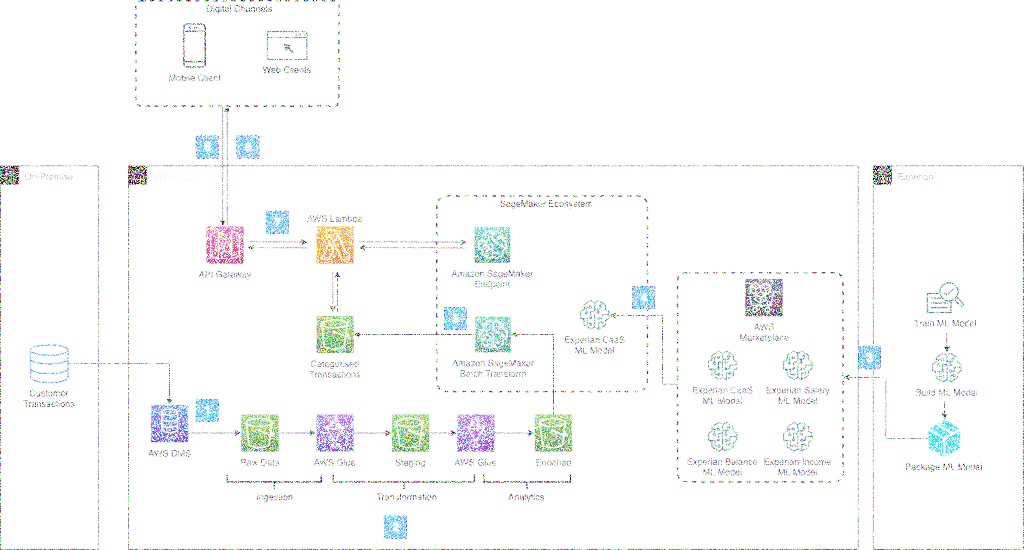 Digital Channels
Mobile Client
Web Clients
On-Premise
Experian
SageMaker Ecosystem
AWS Lambda
API Gateway
Amazon SageMaker
Endpoint
AWS
Marketplace
Train ML Model
Experian CaaS
ML Model
Categorised
Transactions
Amazon SageMaker
Batch Transform
Customer
Transactions
Experian CaaS
ML Model
Experian Salary
ML Model
Build ML Model
AWS DMS
Raw Data
AWS Glue
Staging
AWS Glue
Enriched
Experian Balance
ML Model
Experian Income
ML Model
Package ML Model
Ingestion
Transformation
Analytics